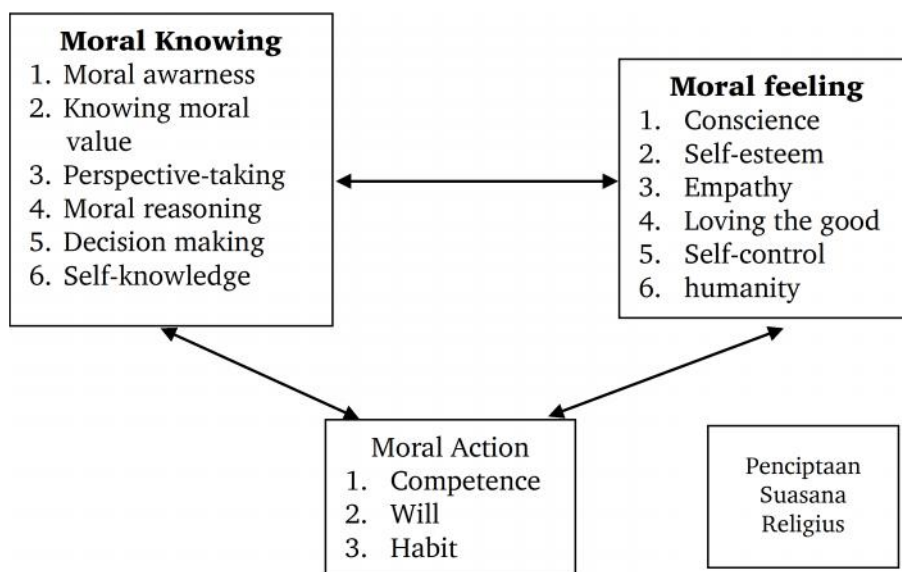 Moral Knowing
1. Moral awarness
2. Knowing moral
value
3. Perspective-taking
4. Moral reasoning
5. Decision making
6. Self-knowledge
Moral feeling
1. Conscience
2. Self-esteem
3. Empathy
4. Loving the good
5. Self-control
6. humanity
Moral Action
1. Competence
2. Will
3. Habit
Penciptaan
Suasana
Religius